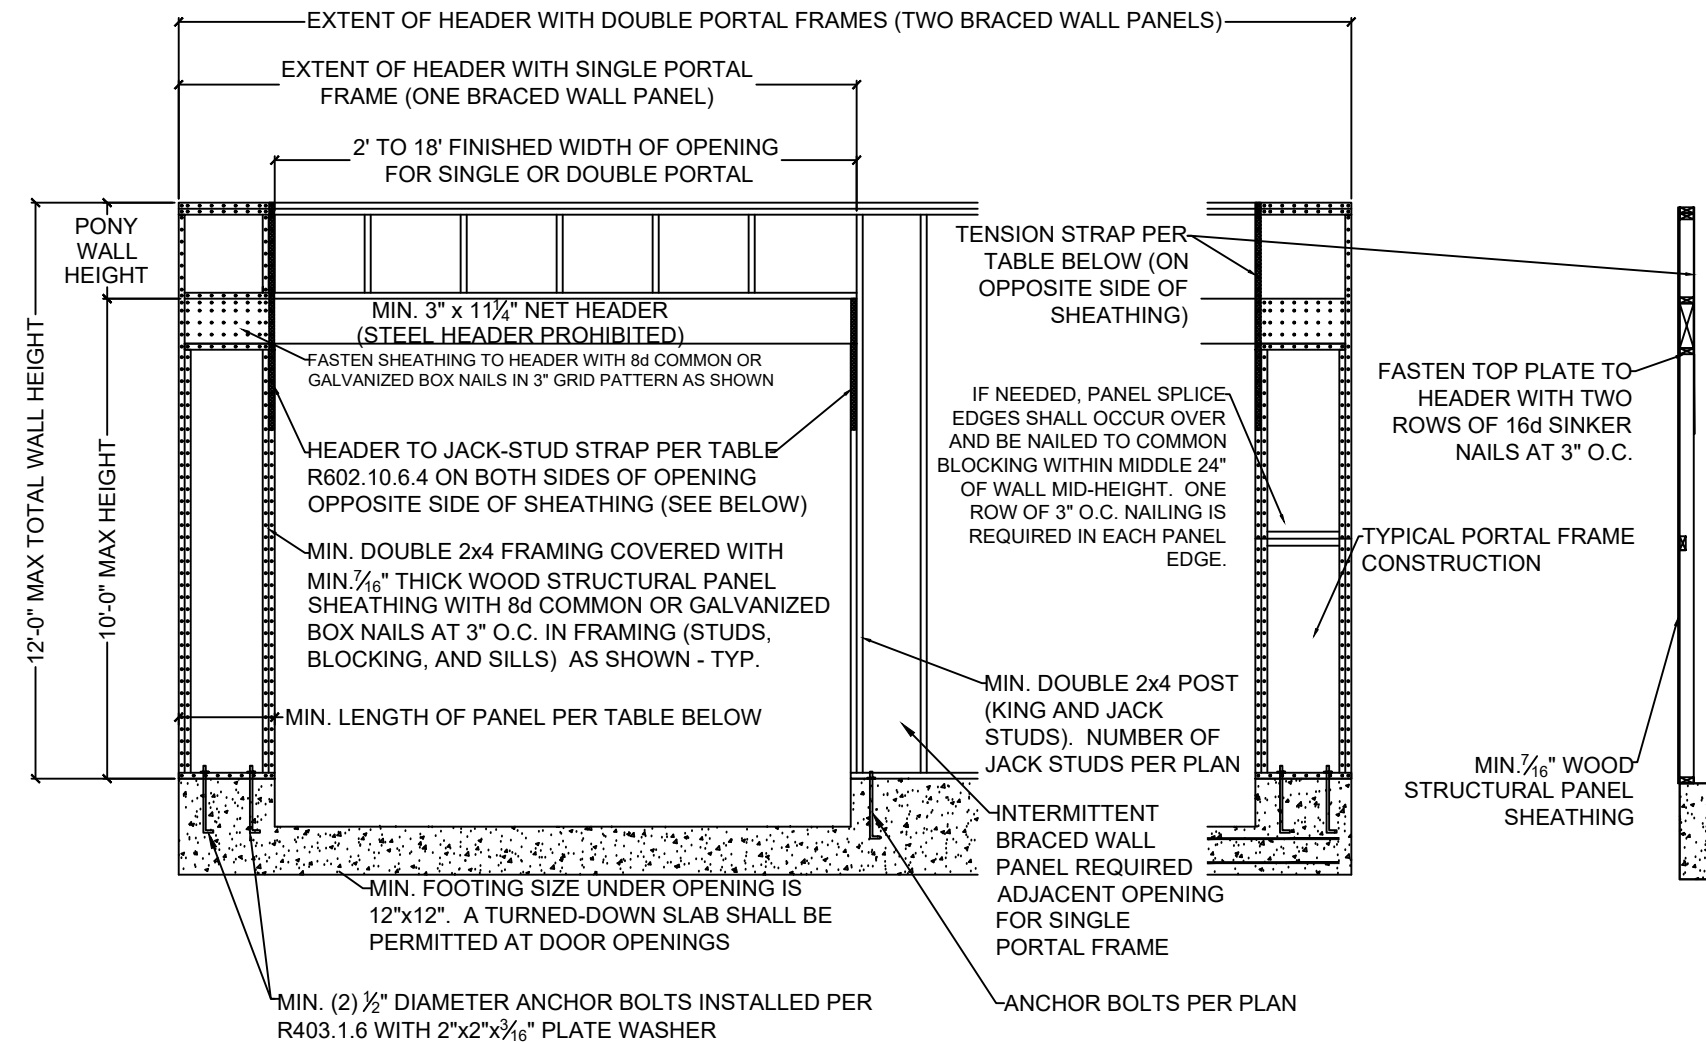 EXTENT OF HEADER WITH DOUBLE PORTAL FRAMES (TWO BRACED WALL PANELS)
EXTENT OF HEADER WITH SINGLE PORTAL
FRAME (ONE BRACED WALL PANEL)
2' TO 18' FINISHED WIDTH OF OPENING
FOR SINGLE OR DOUBLE PORTAL
PONY
WALL
HEIGHT
12'-0" MAX TOTAL WALL HEIGHT
10'-0" MAX HEIGHT
MIN. 3" x 11¼" NET HEADER
(STEEL HEADER PROHIBITED)
FASTEN SHEATHING TO HEADER WITH 8d COMMON OR
GALVANIZED BOX NAILS IN 3" GRID PATTERN AS SHOWN
HEADER TO JACK-STUD STRAP PER TABLE
R602.10.6.4 ON BOTH SIDES OF OPENING
OPPOSITE SIDE OF SHEATHING (SEE BELOW)
MIN. DOUBLE 2x4 FRAMING COVERED WITH
MIN.7⁄16" THICK WOOD STRUCTURAL PANEL
SHEATHING WITH 8d COMMON OR GALVANIZED
BOX NAILS AT 3" O.C. IN FRAMING (STUDS,
BLOCKING, AND SILLS) AS SHOWN - TYP.
MIN. LENGTH OF PANEL PER TABLE BELOW
MIN. FOOTING SIZE UNDER OPENING IS
12"x12". A TURNED-DOWN SLAB SHALL BE
PERMITTED AT DOOR OPENINGS
MIN. (2) ½" DIAMETER ANCHOR BOLTS INSTALLED PER
R403.1.6 WITH 2"x2"x3⁄16" PLATE WASHER
TENSION STRAP PER
TABLE BELOW (ON
OPPOSITE SIDE OF
SHEATHING)
IF NEEDED, PANEL SPLICE
EDGES SHALL OCCUR OVER
AND BE NAILED TO COMMON
BLOCKING WITHIN MIDDLE 24"
OF WALL MID-HEIGHT. ONE
ROW OF 3" O.C. NAILING IS
REQUIRED IN EACH PANEL
EDGE.
MIN. DOUBLE 2x4 POST
(KING AND JACK
STUDS). NUMBER OF
JACK STUDS PER PLAN
INTERMITTENT
BRACED WALL
PANEL REQUIRED
ADJACENT OPENING
FOR SINGLE
PORTAL FRAME
ANCHOR BOLTS PER PLAN
FASTEN TOP PLATE TO
HEADER WITH TWO
ROWS OF 16d SINKER
NAILS AT 3" O.C.
TYPICAL PORTAL FRAME
CONSTRUCTION
MIN.7⁄16" WOOD
STRUCTURAL PANEL
SHEATHING